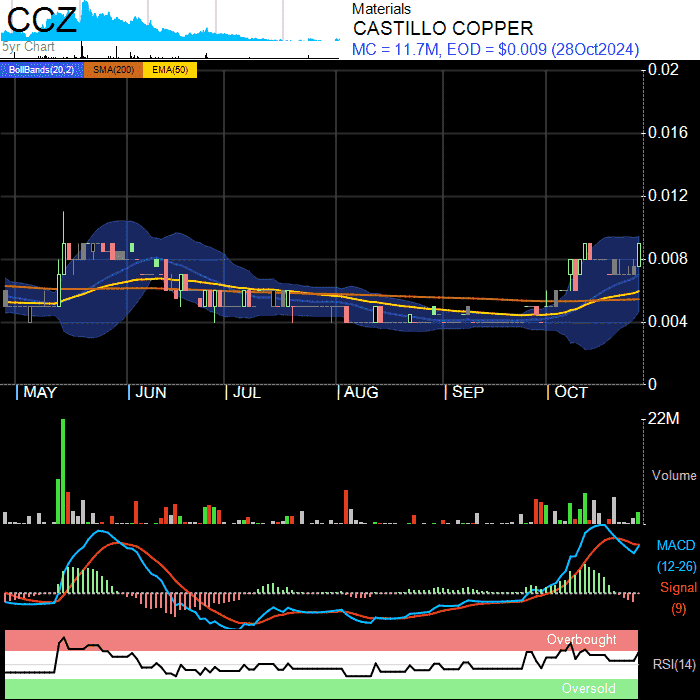 CCZ
5yr Chart
Materials
CASTILLO COPPER
MC = 11.7M, EOD = $0.009 (28Oct2024)
BollBands(20,2) SMA(200) EMA(50)
0.02
0.016
0.012
0.008
0.004
0
MAY JUN JUL AUG SEP OCT
22M
Volume
MACD
(12-26)
Signal
(9)
Overbought
RSI(14)
Oversold